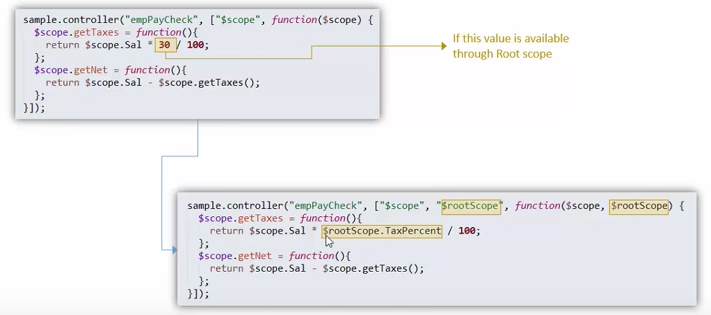 sample.controller("empPayCheck", ["$scope", function($scope) {
$scope.getTaxes = function(){
return $scope.Sal * 30 / 100;
};
$scope.getNet = function(){
return $scope.Sal - $scope.getTaxes();
};
}]);
If this value is available
through Root scope
sample.controller("empPayCheck", ["$scope", "$rootScope", function($scope, $rootScope) {
$scope.getTaxes = function(){
return $scope.Sal * $rootScope.TaxPercent / 100;
};
$scope.getNet = function(){
return $scope.Sal - $scope.getTaxes();
};
}]);